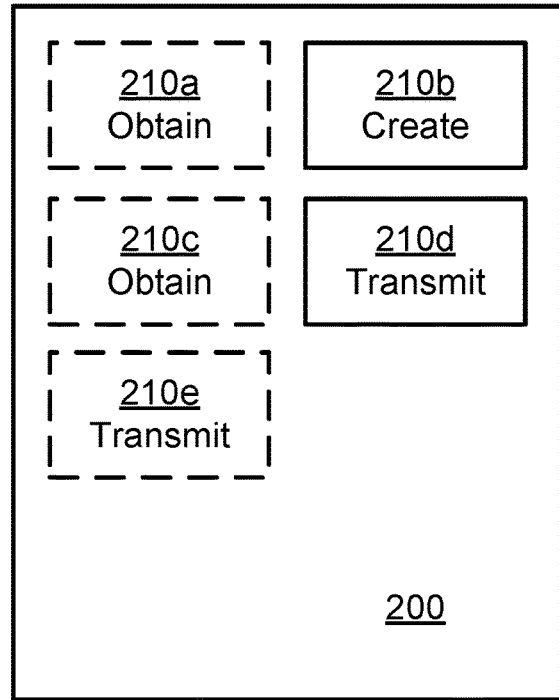 210a
Obtain
210b
Create
210c
Obtain
210d
Transmit
210e
Transmit
200